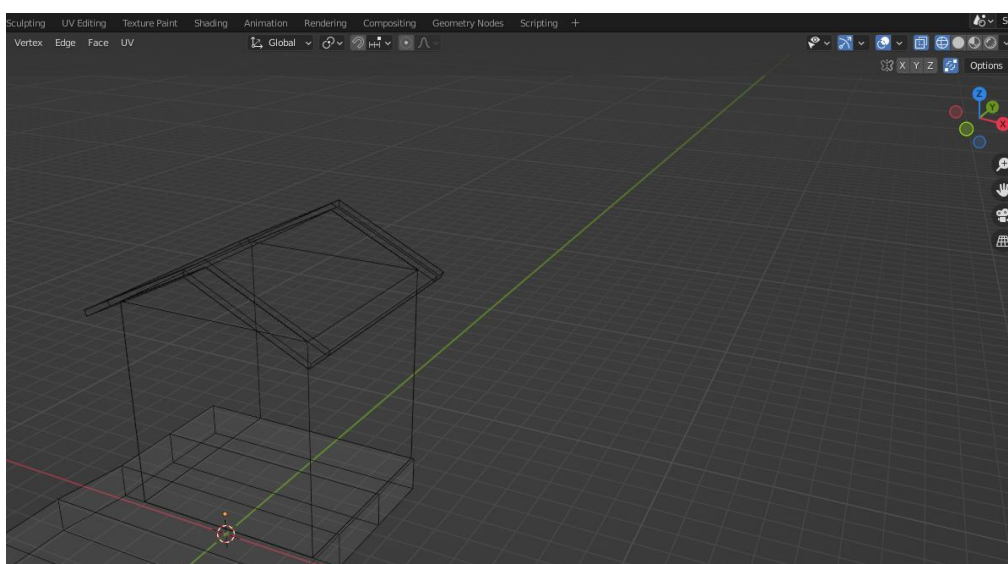 Sculpting UV Editing Texture Paint Shading Animation Rendering Compositing Geometry Nodes Scripting +
Vertex Edge Face UV Global
X Y Z Options
Z
Y
X